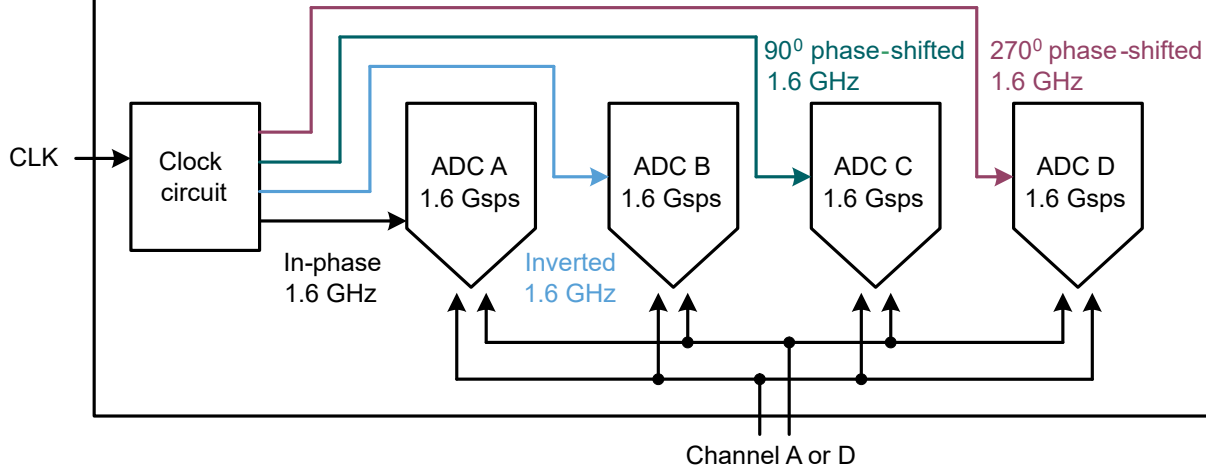 90⁰ phase-shifted
1.6 GHz
270⁰ phase-shifted
1.6 GHz
CLK
Clock
circuit
ADC A
1.6 Gsps
ADC B
1.6 Gsps
ADC C
1.6 Gsps
ADC D
1.6 Gsps
In-phase
1.6 GHz
Inverted
1.6 GHz
Channel A or D